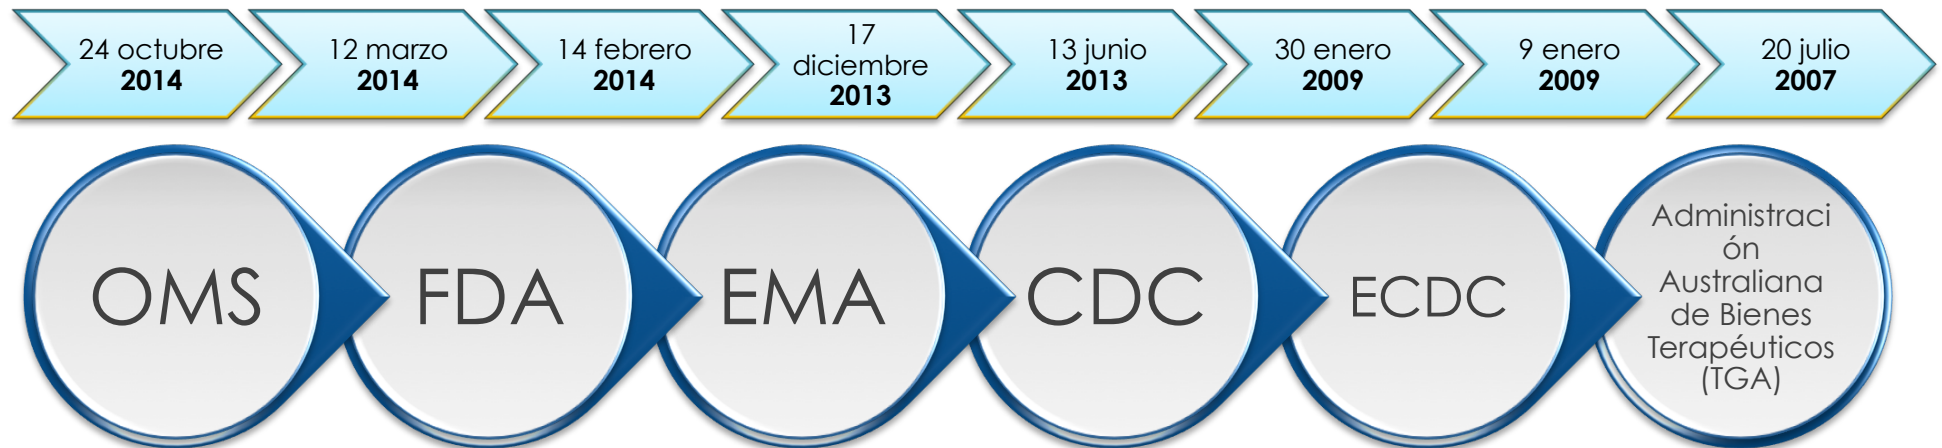 24 octubre
2014
12 marzo
2014
14 febrero
2014
17
diciembre
2013
13 junio
2013
30 enero
2009
9 enero
2009
20 julio
2007
OMS
FDA
EMA
CDC
ECDC
Administraci
ón
Australiana
de Bienes
Terapéuticos
(TGA)